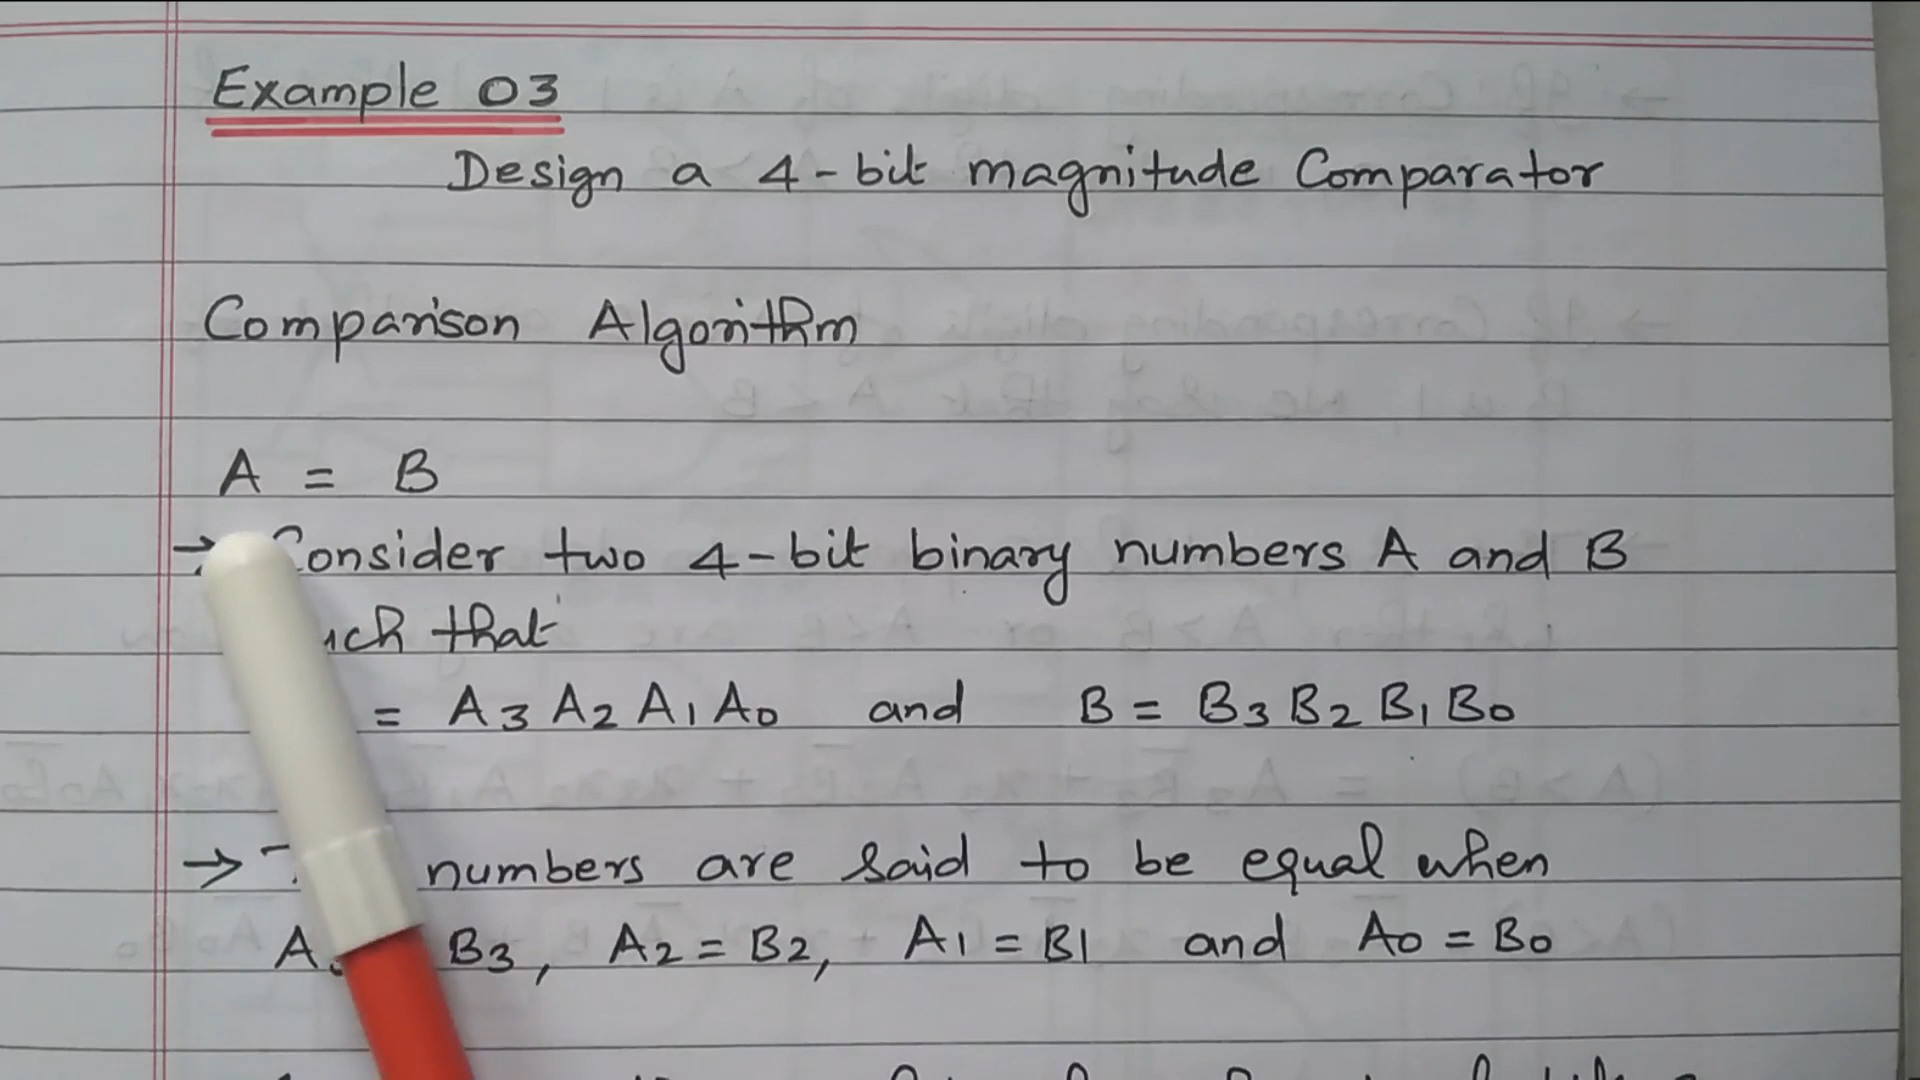 Example 03
Design a 4-bit magnitude Comparator
Comparison Algorithm
A = B
→ Consider two 4-bit binary numbers A and B
that
= A3 A2 A1 A0 and B = B3 B2 B1 B0
→ numbers are said to be equal when
B3, A2 = B2, A1 = B1 and A0 = B0